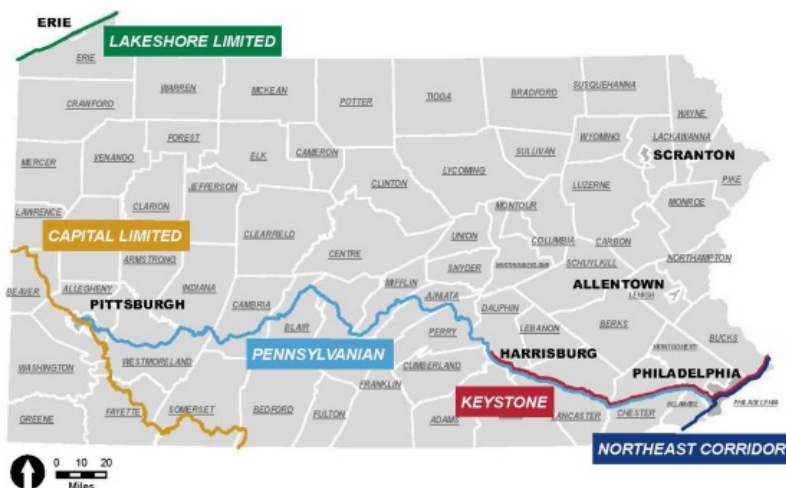 ERIE
LAKESHORE LIMITED
ERIE
WARREN
MCKEAN
POTTER
TIOGA
BRADFORD
SUSQUEHANNA
CRAWFORD
WAYNE
FOREST
WYOMING
LACKAWANNA
ELK
CAMERON
SULLIVAN
SCRANTON
MERCER
VENANGO
LYCOMING
PIKE
JEFFERSON
CLINTON
LUZERNE
CLARION
MONTOUR
MONROE
LAWRENCE
CAPITAL LIMITED
CLEARFIELD
CENTRE
UNION
COLUMBIA
CARBON
ARMSTRONG
SNYDER
SCHUYLKILL
NORTHAMPTON
BEAVER
ALLEGHENY
INDIANA
MIFFLIN
ALLENTOWN
LEHIGH
PITTSBURGH
CAMBRIA
JUNIATA
DAUPHIN
BLAIR
PERRY
LEBANON
BERKS
BUCKS
PENNSYLVANIAN
HARRISBURG
MONTGOMERY
WASHINGTON
WESTMORELAND
CUMBERLAND
PHILADELPHIA
FRANKLIN
KEYSTONE
GREENE
FAYETTE
SOMERSET
BEDFORD
FULTON
ADAMS
LANCASTER
CHESTER
DELAWARE
PHILADELPHIA
NORTHEAST CORRIDOR
0 10 20
Miles